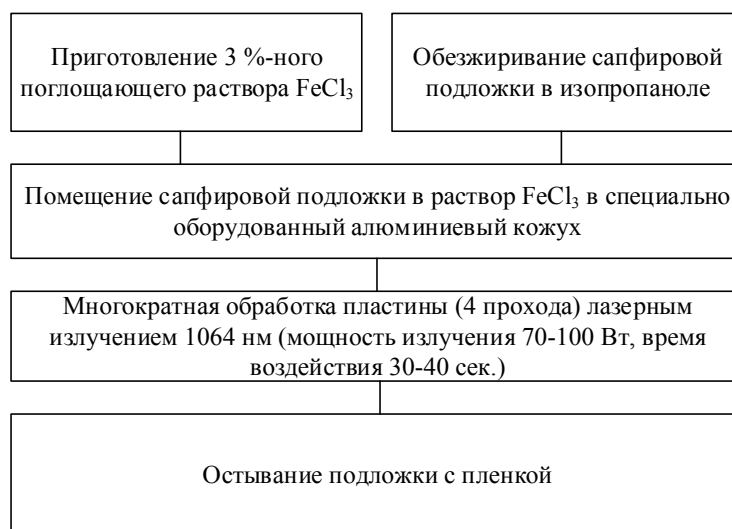 Приготовление 3 %-ного
поглощающего раствора FeCl₃
Обезжиривание сапфировой
подложки в изопропаноле
Помещение сапфировой подложки в раствор FeCl₃ в специально
оборудованный алюминиевый кожух
Многократная обработка пластины (4 прохода) лазерным
излучением 1064 нм (мощность излучения 70-100 Вт, время
воздействия 30-40 сек.)
Остывание подложки с пленкой